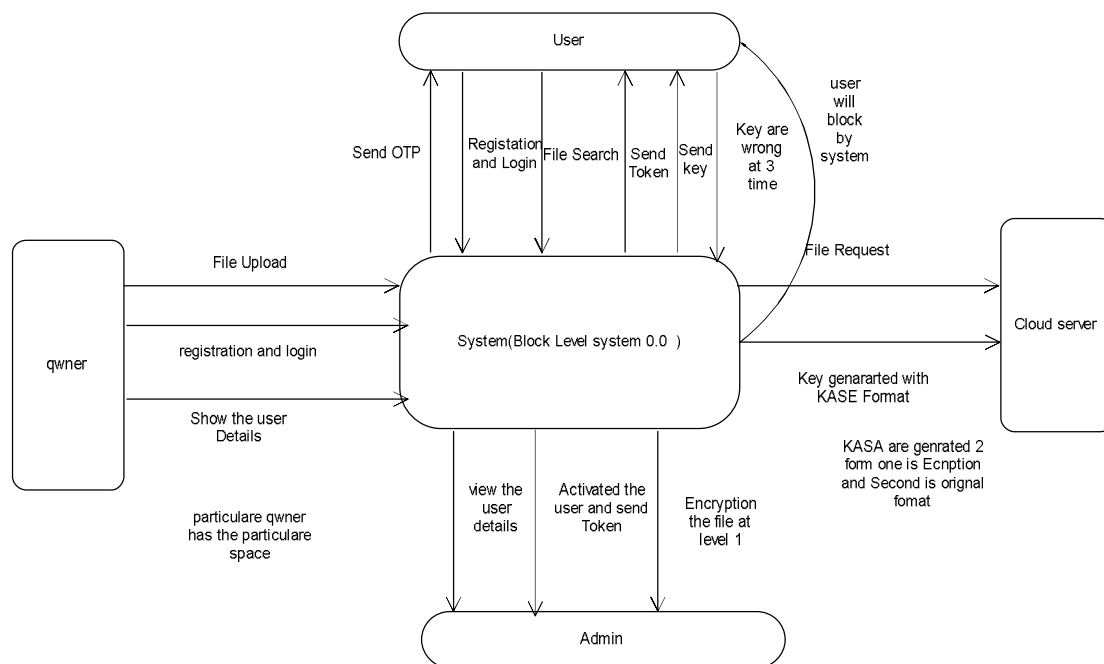 User
user
will
block
by
system
Send OTP
Registation
and Login
File Search
Send
Token
Send
key
Key are
wrong
at 3
time
File Upload
File Request
qwner
registration and login
System(Block Level system 0.0 )
Cloud server
Show the user
Details
Key genararted with
KASE Format
KASA are genrated 2
form one is Ecnption
and Second is orignal
fomat
particulare qwner
has the particulare
space
view the
user
details
Activated the
user and send
Token
Encryption
the file at
level 1
Admin